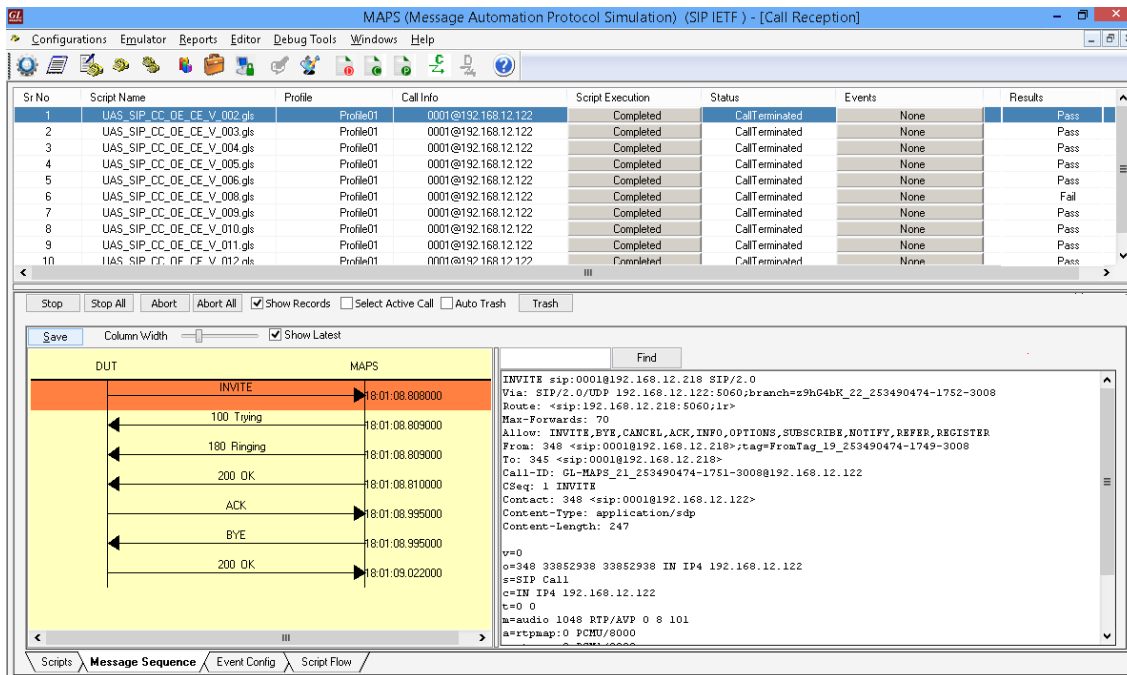 GL
MAPS (Message Automation Protocol Simulation) (SIP IETF ) - [Call Reception]
Configurations Emulator Reports Editor Debug Tools Windows Help
Sr No Script Name Profile Call Info Script Execution Status Events Results
1 UAS_SIP_CC_OE_CE_V_002.gls Profile01 0001@192.168.12.122 Completed CallTerminated None Pass
2 UAS_SIP_CC_OE_CE_V_003.gls Profile01 0001@192.168.12.122 Completed CallTerminated None Pass
3 UAS_SIP_CC_OE_CE_V_004.gls Profile01 0001@192.168.12.122 Completed CallTerminated None Pass
4 UAS_SIP_CC_OE_CE_V_005.gls Profile01 0001@192.168.12.122 Completed CallTerminated None Pass
5 UAS_SIP_CC_OE_CE_V_006.gls Profile01 0001@192.168.12.122 Completed CallTerminated None Pass
6 UAS_SIP_CC_OE_CE_V_008.gls Profile01 0001@192.168.12.122 Completed CallTerminated None Fail
7 UAS_SIP_CC_OE_CE_V_009.gls Profile01 0001@192.168.12.122 Completed CallTerminated None Pass
8 UAS_SIP_CC_OE_CE_V_010.gls Profile01 0001@192.168.12.122 Completed CallTerminated None Pass
9 UAS_SIP_CC_OE_CE_V_011.gls Profile01 0001@192.168.12.122 Completed CallTerminated None Pass
10 UAS_SIP_CC_OE_CE_V_012.gls Profile01 0001@192.168.12.122 Completed CallTerminated None Pass
Stop Stop All Abort Abort All Show Records Select Active Call Auto Trash Trash
Save Column Width Show Latest
DUT MAPS
INVITE 18:01:08.808000
100 Trying 18:01:08.809000
180 Ringing 18:01:08.809000
200 OK 18:01:08.810000
ACK 18:01:08.995000
BYE 18:01:08.995000
200 OK 18:01:09.022000
Find
INVITE sip:0001@192.168.12.218 SIP/2.0
Via: SIP/2.0/UDP 192.168.12.122:5060;branch=z9hG4bK_22_253490474-1752-3008
Route: <sip:192.168.12.218:5060;lr>
Max-Forwards: 70
Allow: INVITE,BYE,CANCEL,ACK,INFO,OPTIONS,SUBSCRIBE,NOTIFY,REFER,REGISTER
From: 348 <sip:0001@192.168.12.218>;tag=FromTag_19_253490474-1749-3008
To: 345 <sip:0001@192.168.12.218>
Call-ID: GL-MAPS_21_253490474-1751-3008@192.168.12.122
CSeq: 1 INVITE
Contact: 348 <sip:0001@192.168.12.122>
Content-Type: application/sdp
Content-Length: 247
v=0
o=348 33852938 33852938 IN IP4 192.168.12.122
s=SIP Call
c=IN IP4 192.168.12.122
t=0 0
m=audio 1048 RTP/AVP 0 8 101
a=rtpmap:0 PCMU/8000
Scripts Message Sequence Event Config Script Flow